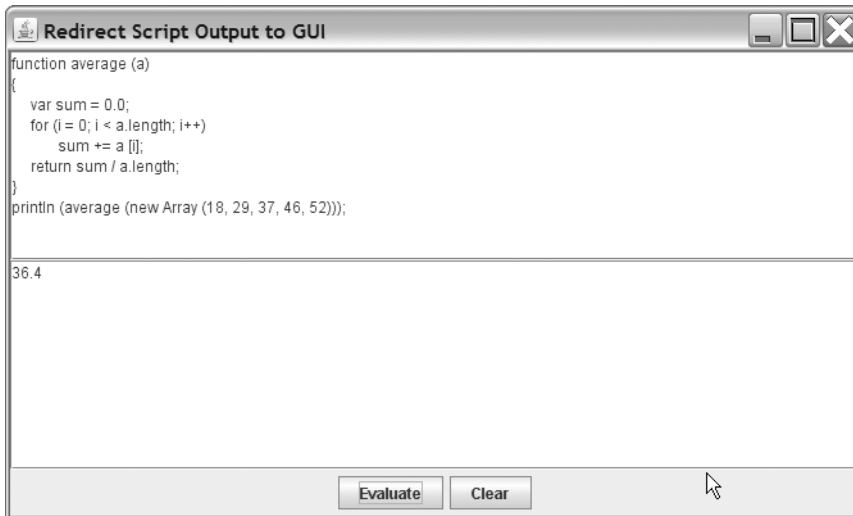 Redirect Script Output to GUI
function average (a)
{
var sum = 0.0;
for (i = 0; i < a.length; i++)
sum += a [i];
return sum / a.length;
}
println (average (new Array (18, 29, 37, 46, 52)));
36.4
Evaluate Clear